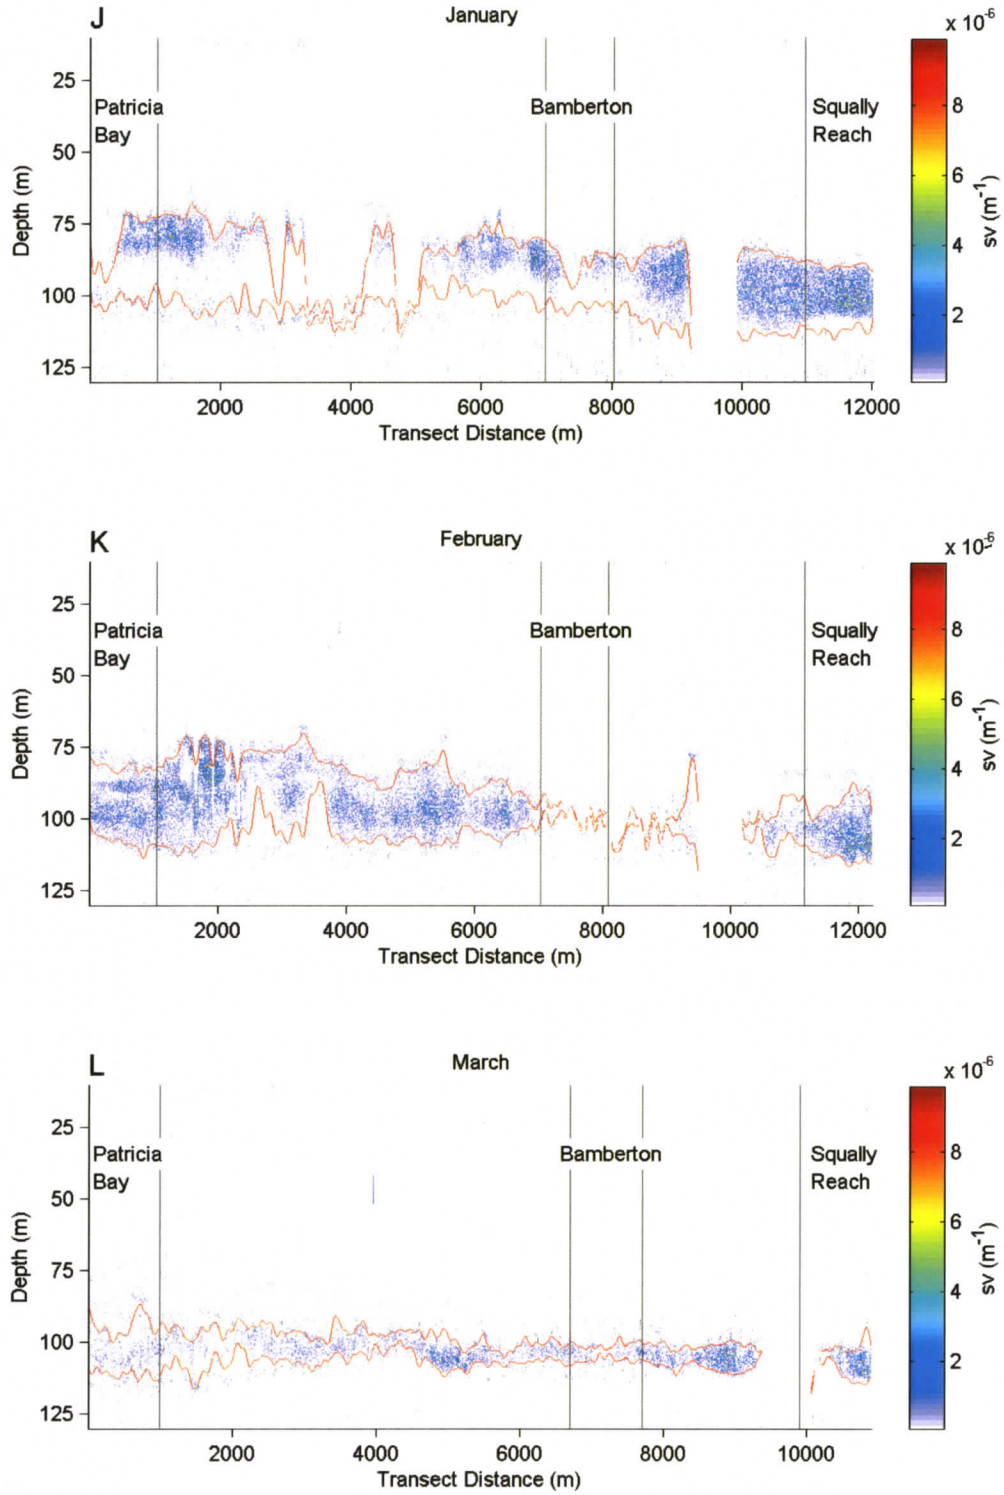 J
January
x 10⁻⁶
25
50
75
100
125
Depth (m)
Patricia
Bay
Bamberton
Squally
Reach
8
6
4
2
sv (m⁻¹)
2000 4000 6000 8000 10000 12000
Transect Distance (m)
K
February
x 10⁻⁶
25
50
75
100
125
Depth (m)
Patricia
Bay
Bamberton
Squally
Reach
8
6
4
2
sv (m⁻¹)
2000 4000 6000 8000 10000 12000
Transect Distance (m)
L
March
x 10⁻⁶
25
50
75
100
125
Depth (m)
Patricia
Bay
Bamberton
Squally
Reach
8
6
4
2
sv (m⁻¹)
2000 4000 6000 8000 10000
Transect Distance (m)